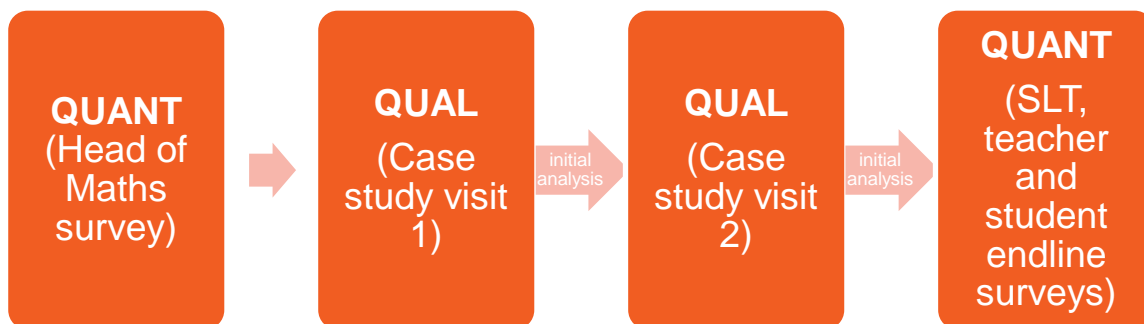 QUANT
(Head of
Maths
survey)
QUAL
(Case
study visit
1)
initial
analysis
QUAL
(Case
study visit
2)
initial
analysis
QUANT
(SLT,
teacher
and
student
endline
surveys)